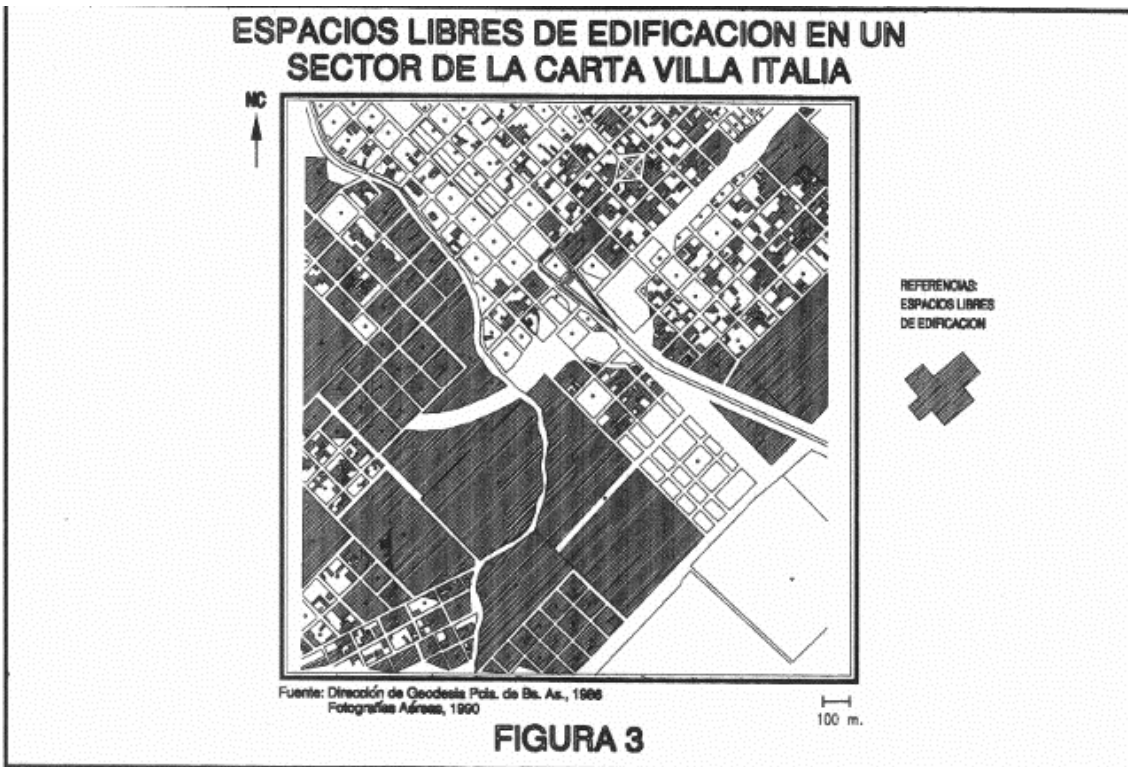 ESPACIOS LIBRES DE EDIFICACION EN UN
SECTOR DE LA CARTA VILLA ITALIA
NC
REFERENCIAS:
ESPACIOS LIBRES
DE EDIFICACION
Fuente: Dirección de Geodesia Pcia. de Bs. As., 1986
Fotografías Aéreas, 1990
100 m.
FIGURA 3